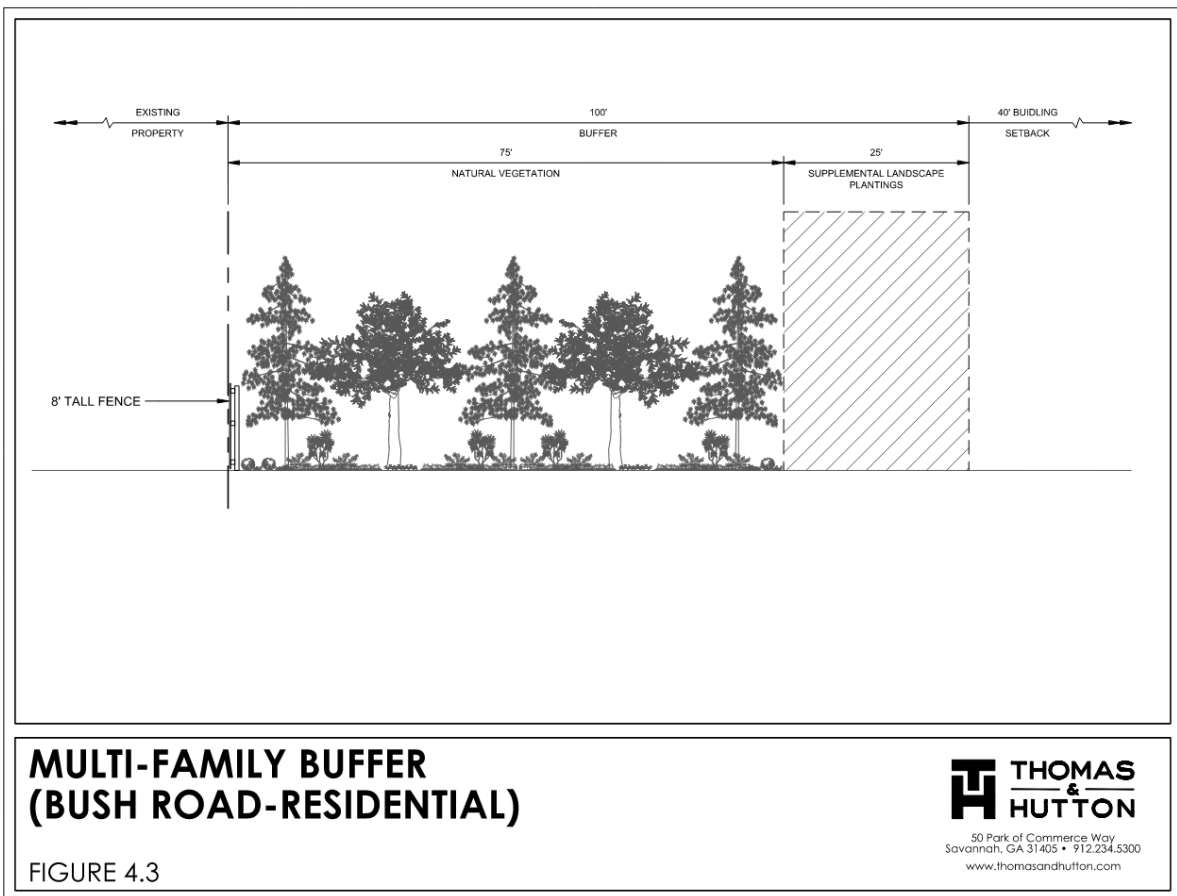 EXISTING
PROPERTY
100'
BUFFER
40' BUIDLING
SETBACK
75'
NATURAL VEGETATION
25'
SUPPLEMENTAL LANDSCAPE
PLANTINGS
8' TALL FENCE
MULTI-FAMILY BUFFER
(BUSH ROAD-RESIDENTIAL)
FIGURE 4.3
TH
THOMAS
&
HUTTON
50 Park of Commerce Way
Savannah, GA 31405 • 912.234.5300
www.thomasandhutton.com